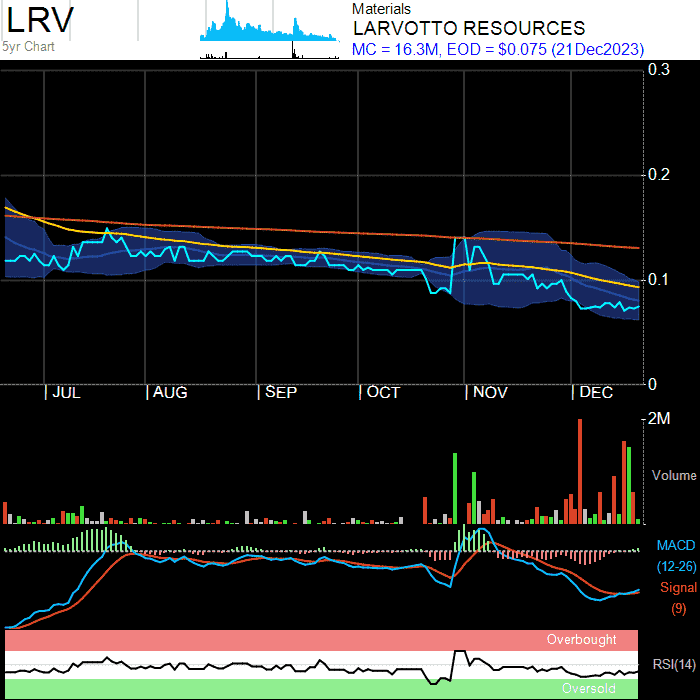 LRV
5yr Chart
Materials
LARVOTTO RESOURCES
MC = 16.3M, EOD = $0.075 (21Dec2023)
0.3
0.2
0.1
0
JUL AUG SEP OCT NOV DEC
2M
Volume
MACD
(12-26)
Signal
(9)
Overbought
RSI(14)
Oversold